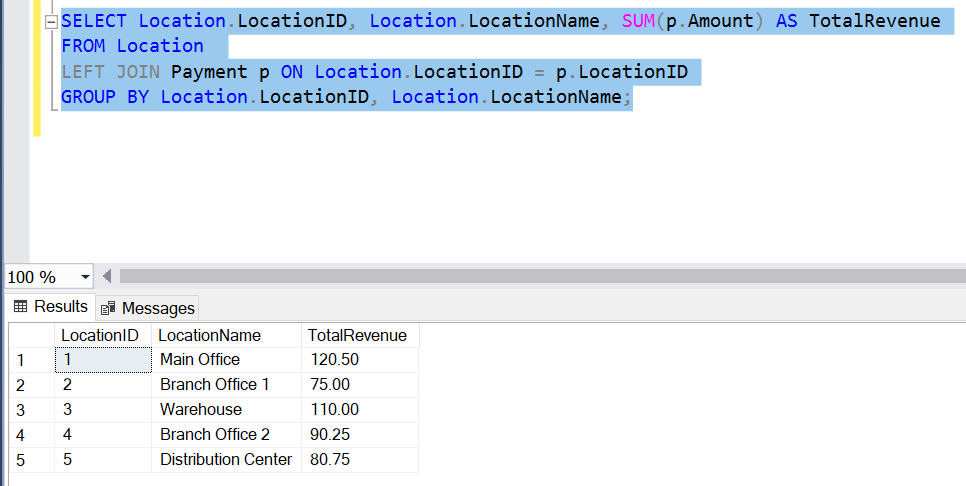 SELECT Location.LocationID, Location.LocationName, SUM(p.Amount) AS TotalRevenue
FROM Location
LEFT JOIN Payment p ON Location.LocationID = p.LocationID
GROUP BY Location.LocationID, Location.LocationName;
100 %
Results Messages
LocationID LocationName TotalRevenue
1 1 Main Office 120.50
2 2 Branch Office 1 75.00
3 3 Warehouse 110.00
4 4 Branch Office 2 90.25
5 5 Distribution Center 80.75